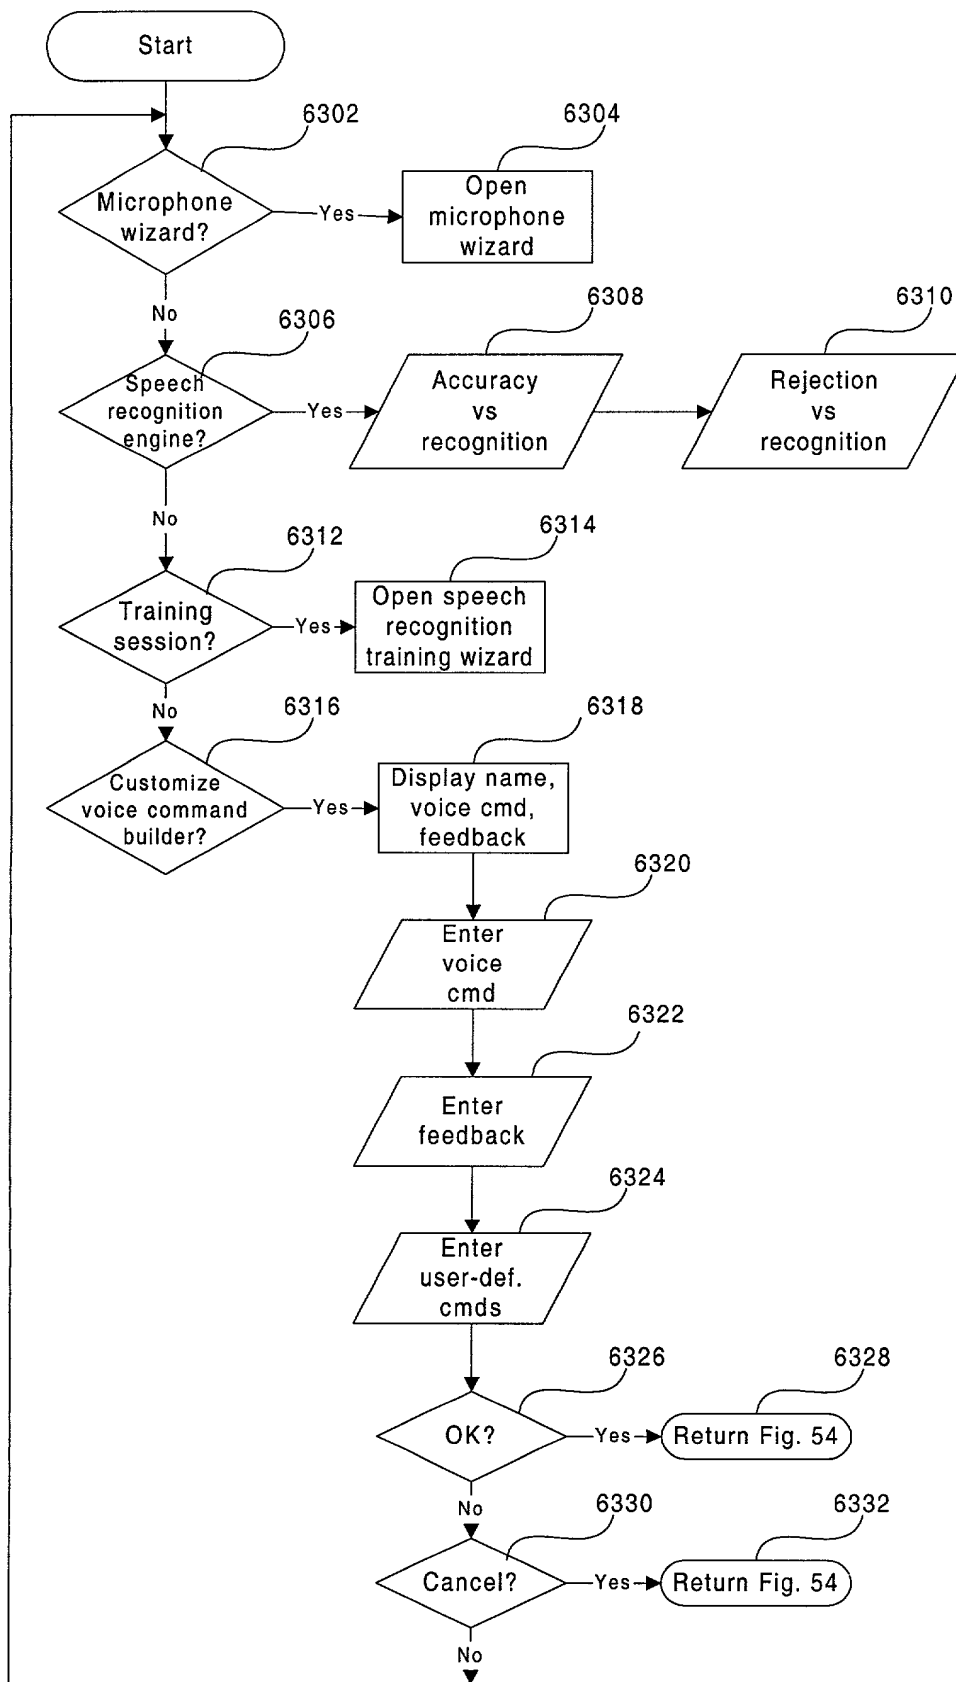 Start
6302
6304
Microphone
wizard?
Yes
Open
microphone
wizard
No
6306
6308
6310
Speech
recognition
engine?
Yes
Accuracy
vs
recognition
Rejection
vs
recognition
No
6312
6314
Training
session?
Yes
Open speech
recognition
training wizard
No
6316
6318
Customize
voice command
builder?
Yes
Display name,
voice cmd,
feedback
6320
Enter
voice
cmd
6322
Enter
feedback
6324
Enter
user-def.
cmds
6326
6328
OK?
Yes
Return Fig. 54
No
6330
6332
Cancel?
Yes
Return Fig. 54
No